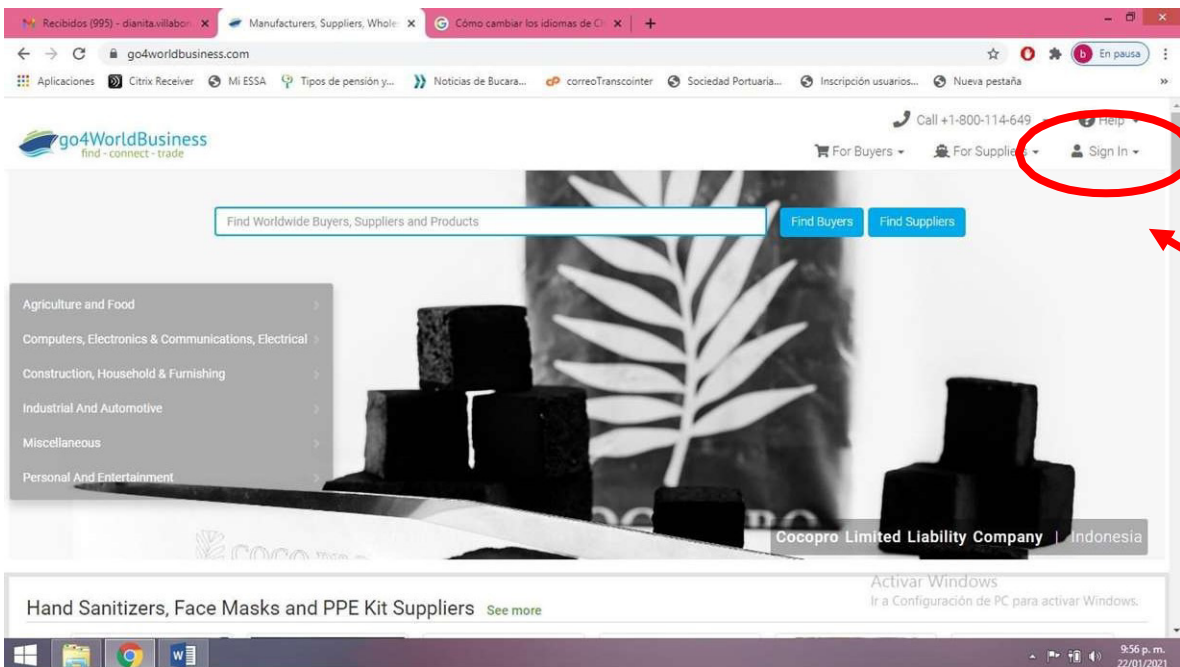 Recibidos (995) - dianita.villabon
Manufacturers, Suppliers, Whole
Cómo cambiar los idiomas de Ch
go4worldbusiness.com
En pausa
Aplicaciones
Citrix Receiver
Mi ESSA
Tipos de pensión y...
Noticias de Bucara...
correoTranscointer
Sociedad Portuaria...
Inscripción usuarios...
Nueva pestaña
»
go4WorldBusiness
find - connect - trade
Call +1-800-114-649
Help
For Buyers
For Suppliers
Sign In
Find Worldwide Buyers, Suppliers and Products
Find Buyers
Find Suppliers
Agriculture and Food
Computers, Electronics & Communications, Electrical
Construction, Household & Furnishing
Industrial And Automotive
Miscellaneous
Personal And Entertainment
Cocopro Limited Liability Company | Indonesia
Activar Windows
Ir a Configuración de PC para activar Windows.
Hand Sanitizers, Face Masks and PPE Kit Suppliers See more
9:56 p. m.
22/01/2021